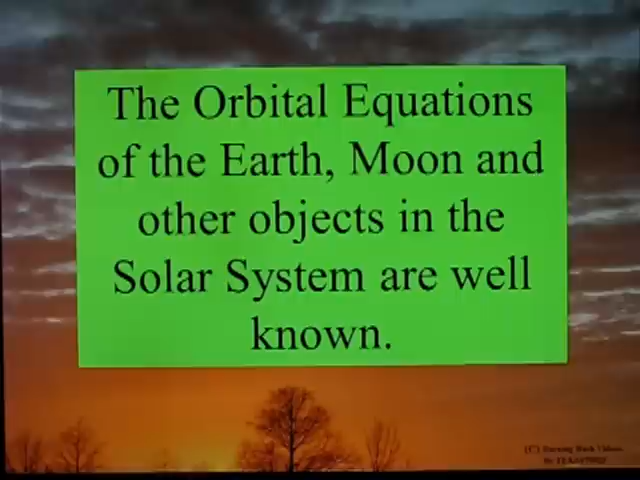 The Orbital Equations
of the Earth, Moon and
other objects in the
Solar System are well
known.